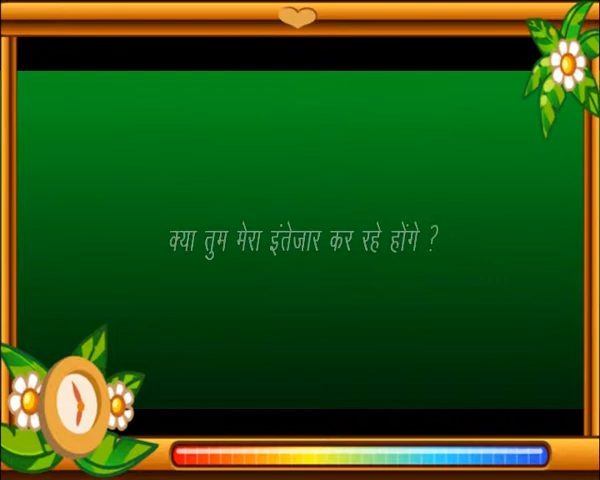 क्या तुम मेरा इंतेजार कर रहे होंगे ?